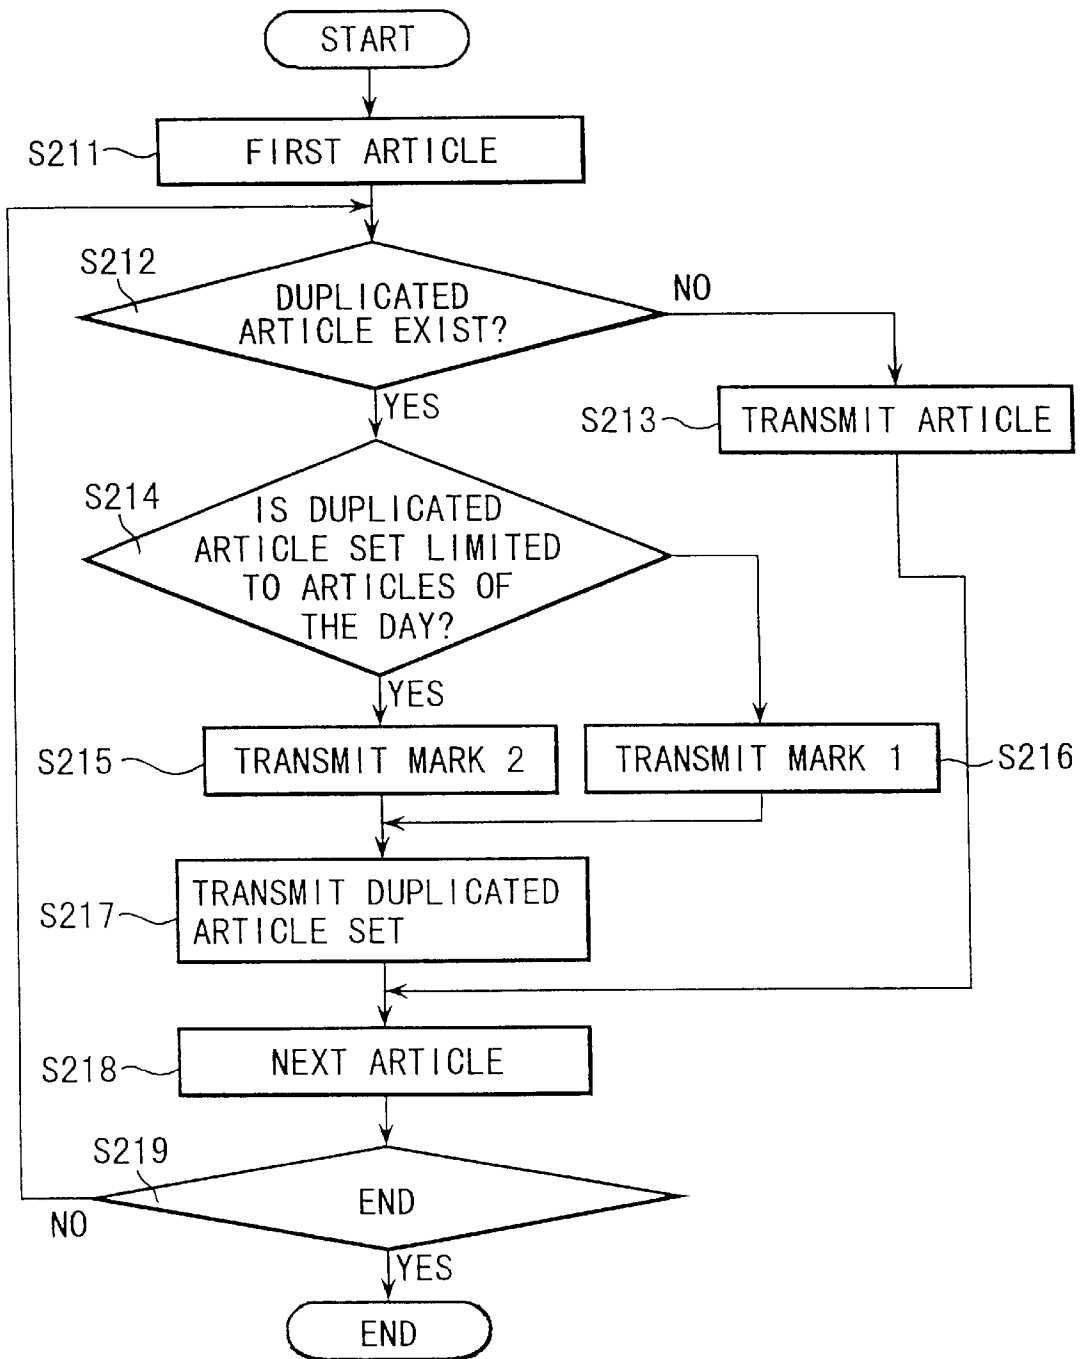 START
S211
FIRST ARTICLE
S212
DUPLICATED
ARTICLE EXIST?
NO
YES
S213
TRANSMIT ARTICLE
S214
IS DUPLICATED
ARTICLE SET LIMITED
TO ARTICLES OF
THE DAY?
YES
S215
TRANSMIT MARK 2
TRANSMIT MARK 1
S216
S217
TRANSMIT DUPLICATED
ARTICLE SET
S218
NEXT ARTICLE
S219
END
NO
YES
END